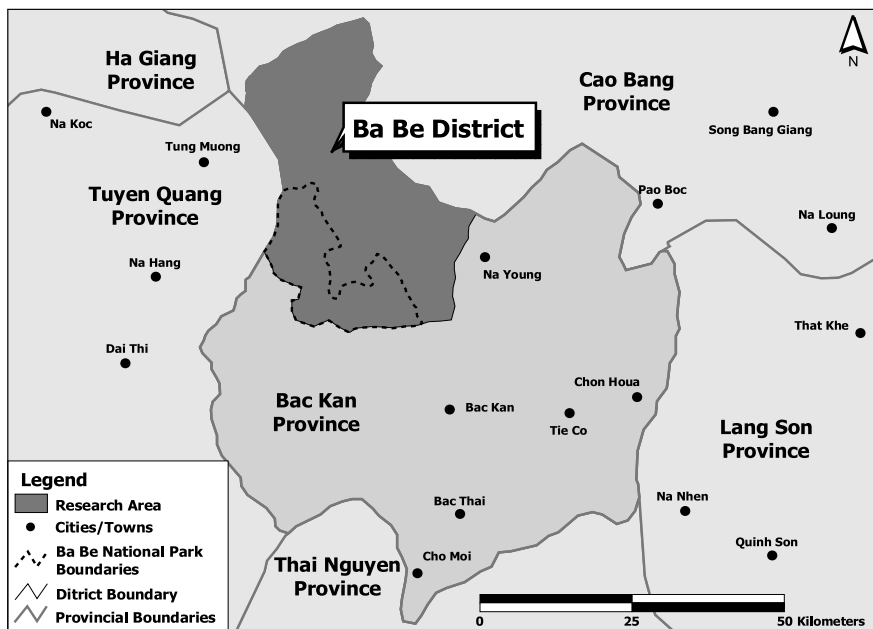 Ha Giang
Province
Cao Bang
Province
N
Na Koc
Song Bang Giang
Ba Be District
Tung Muong
Tuyen Quang
Province
Pao Boc
Na Loung
Na Hang
Na Young
That Khe
Dai Thi
Chon Houa
Bac Kan
Province
Bac Kan
Tie Co
Lang Son
Province
Legend
Research Area
Cities/Towns
Ba Be National Park
Boundaries
Ditrict Boundary
Provincial Boundaries
Bac Thai
Na Nhen
Thai Nguyen
Province
Cho Moi
Quinh Son
0 25 50 Kilometers